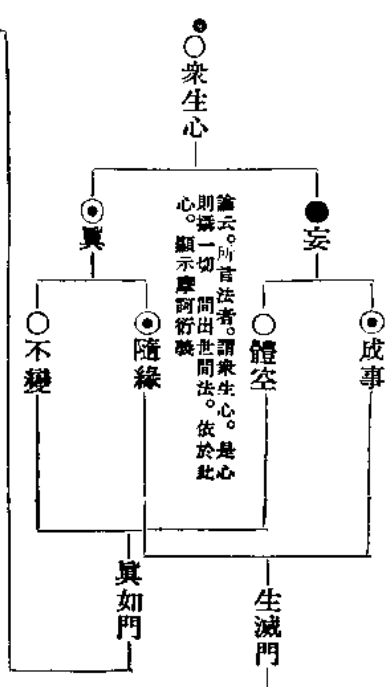 衆生心
妄
眞
論云。所言法者。謂衆生心。是心
則攝一切 間出世間法。依於此
心。顯示摩訶衍義
成事
體空
隨緣
不變
生滅門
眞如門